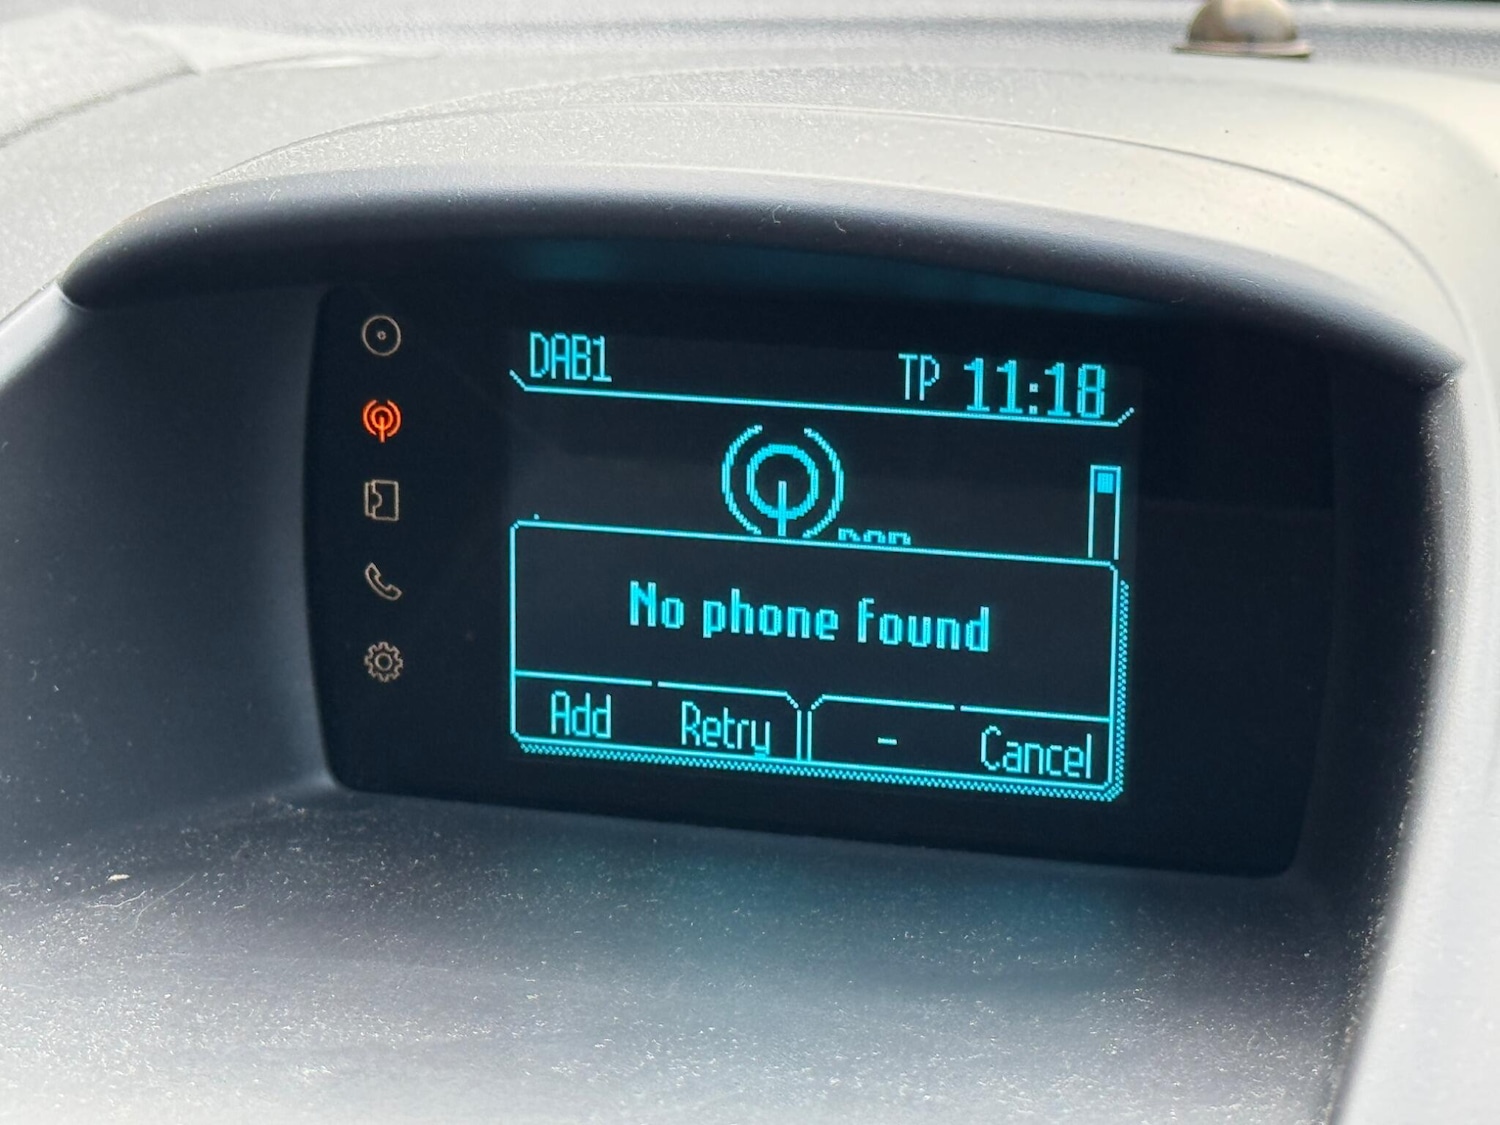 DAB1 TP 11:18
No phone found
Add Retry - Cancel